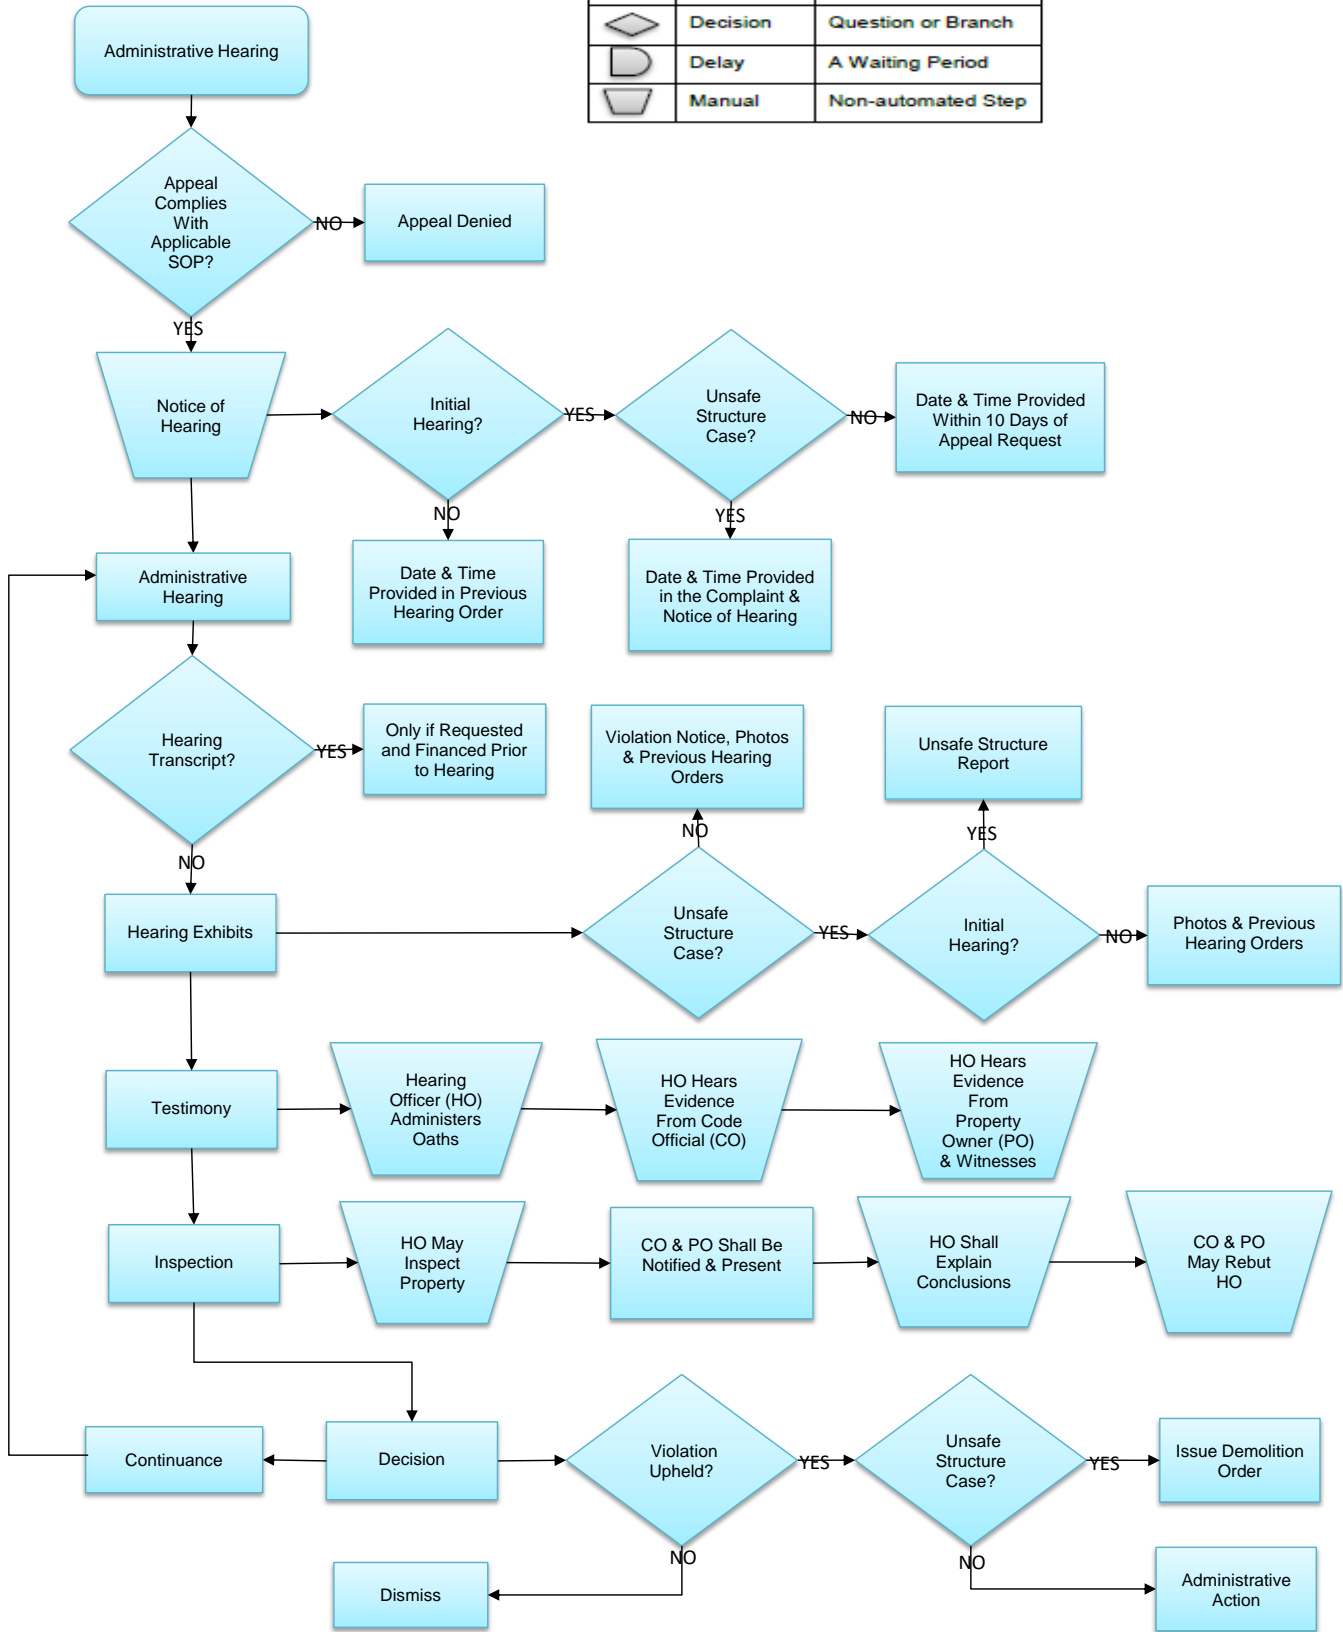 Decision Question or Branch
Delay A Waiting Period
Manual Non-automated Step
Administrative Hearing
Appeal
Complies
With
Applicable
SOP?
NO
Appeal Denied
YES
Notice of
Hearing
Initial
Hearing?
YES
Unsafe
Structure
Case?
NO
Date & Time Provided
Within 10 Days of
Appeal Request
NO
YES
Date & Time
Provided in Previous
Hearing Order
Date & Time Provided
in the Complaint &
Notice of Hearing
Administrative
Hearing
Hearing
Transcript?
YES
Only if Requested
and Financed Prior
to Hearing
Violation Notice, Photos
& Previous Hearing
Orders
Unsafe Structure
Report
NO
YES
NO
Hearing Exhibits
Unsafe
Structure
Case?
YES
Initial
Hearing?
NO
Photos & Previous
Hearing Orders
Testimony
Hearing
Officer (HO)
Administers
Oaths
HO Hears
Evidence
From Code
Official (CO)
HO Hears
Evidence
From
Property
Owner (PO)
& Witnesses
Inspection
HO May
Inspect
Property
CO & PO Shall Be
Notified & Present
HO Shall
Explain
Conclusions
CO & PO
May Rebut
HO
Continuance
Decision
Violation
Upheld?
YES
Unsafe
Structure
Case?
YES
Issue Demolition
Order
NO
NO
Dismiss
Administrative
Action